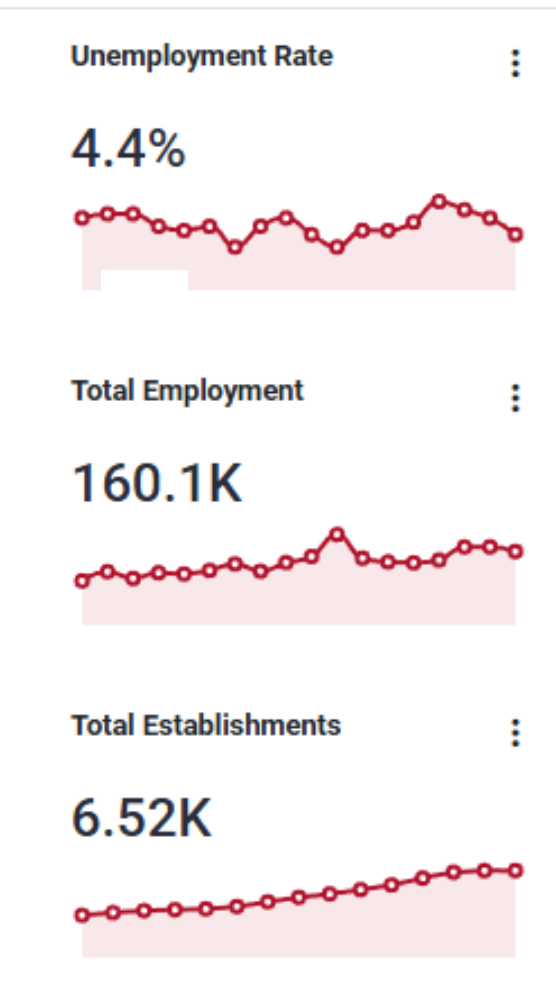 Unemployment Rate
4.4%
Total Employment
160.1K
Total Establishments
6.52K